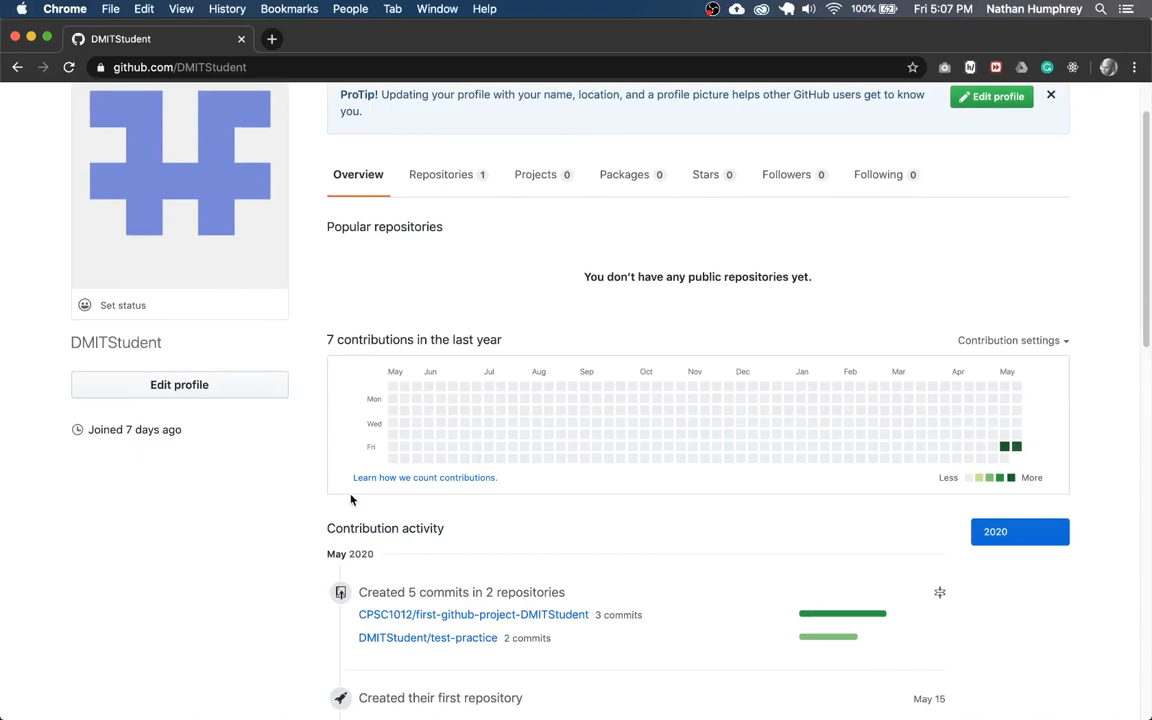 Chrome File Edit View History Bookmarks People Tab Window Help 100% Fri 5:07 PM Nathan Humphrey
DMITStudent
github.com/DMITStudent
ProTip! Updating your profile with your name, location, and a profile picture helps other GitHub users get to know
you.
Edit profile
Overview Repositories 1 Projects 0 Packages 0 Stars 0 Followers 0 Following 0
Popular repositories
You don't have any public repositories yet.
Set status
DMITStudent
Edit profile
Joined 7 days ago
7 contributions in the last year
Contribution settings
May Jun Jul Aug Sep Oct Nov Dec Jan Feb Mar Apr May
Mon
Wed
Fri
Learn how we count contributions.
Less More
Contribution activity
2020
May 2020
Created 5 commits in 2 repositories
CPSC1012/first-github-project-DMITStudent 3 commits
DMITStudent/test-practice 2 commits
Created their first repository
May 15